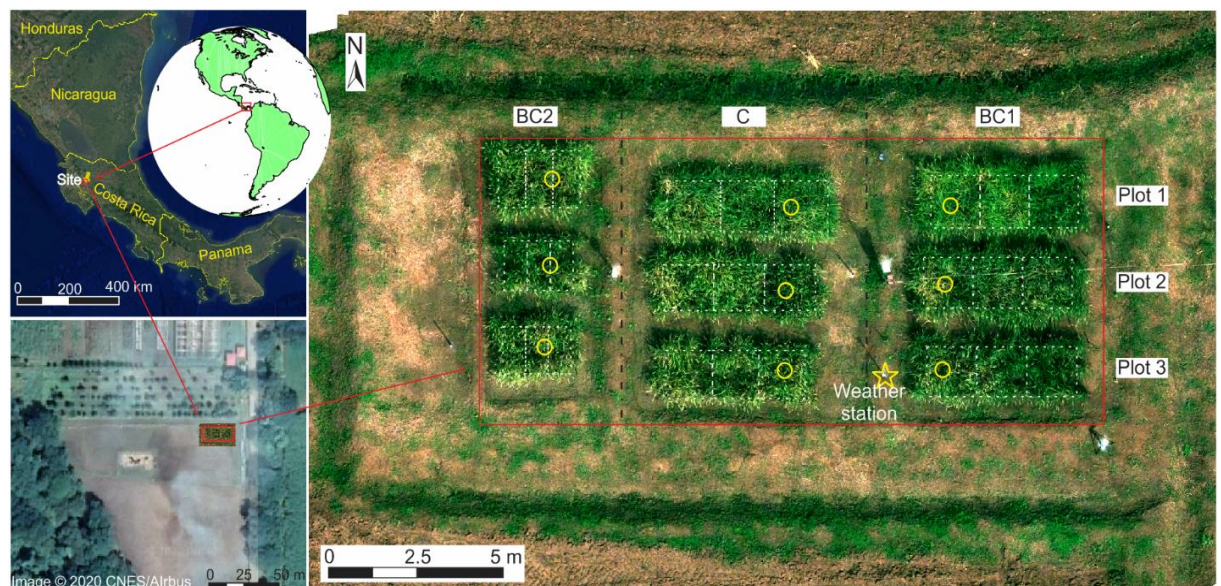 Honduras
Nicaragua
Site
Costa Rica
Panama
0 200 400 km
Image © 2020 CNES/AIrbus
0 25 50 m
N
BC2
C
BC1
Plot 1
Plot 2
Plot 3
Weather
station
0 2.5 5 m